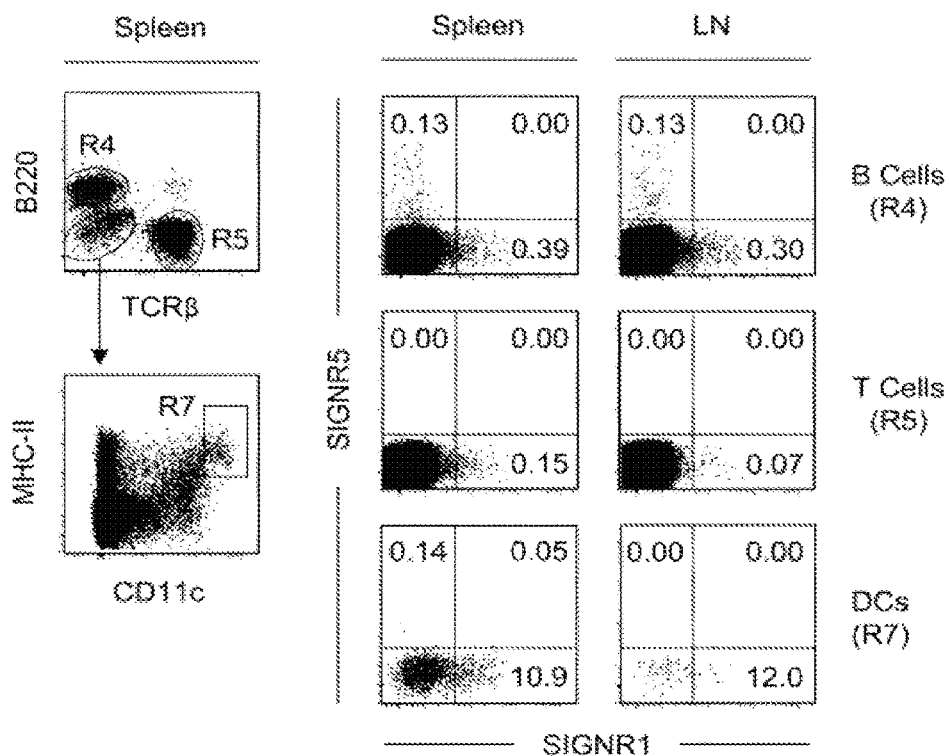 Spleen
Spleen
LN
B220
R4
R5
TCRβ
MHC-II
R7
CD11c
SIGNR5
0.13 0.00
0.39
0.13 0.00
0.30
B Cells
(R4)
0.00 0.00
0.15
0.00 0.00
0.07
T Cells
(R5)
0.14 0.05
10.9
0.00 0.00
12.0
DCs
(R7)
SIGNR1